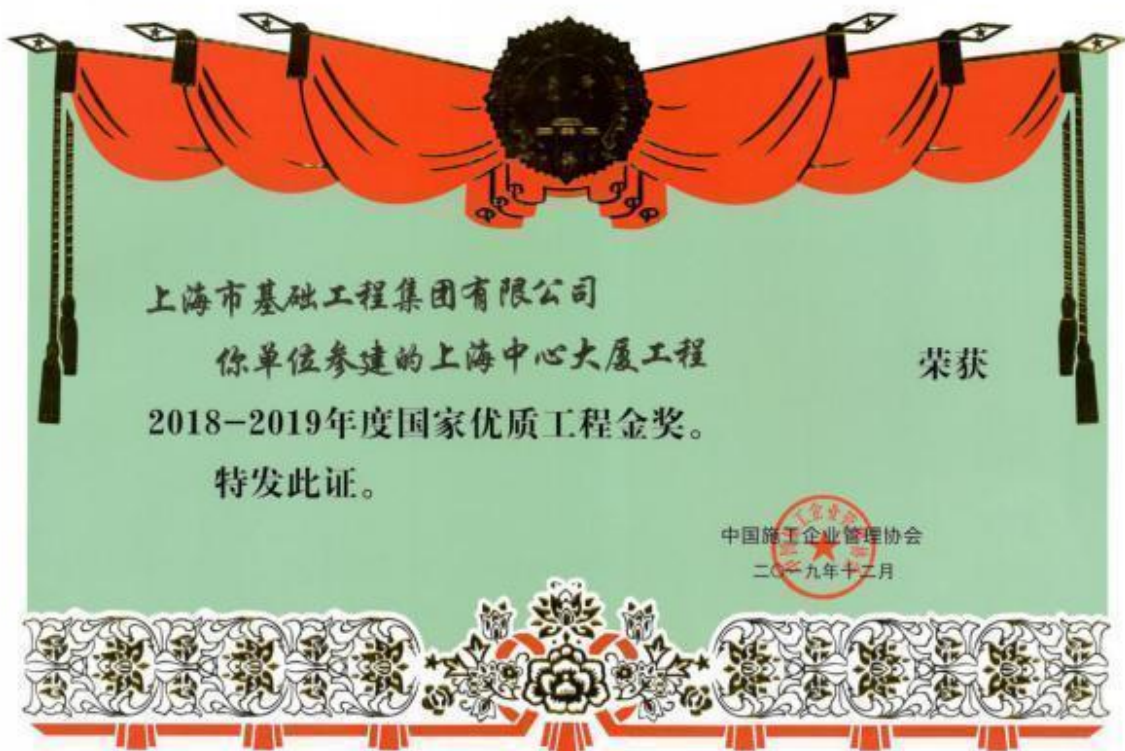 上海市基础工程集团有限公司
你单位参建的上海中心大厦工程 荣获
2018-2019年度国家优质工程金奖。
特发此证。
中国施工企业管理协会
二〇一九年十二月